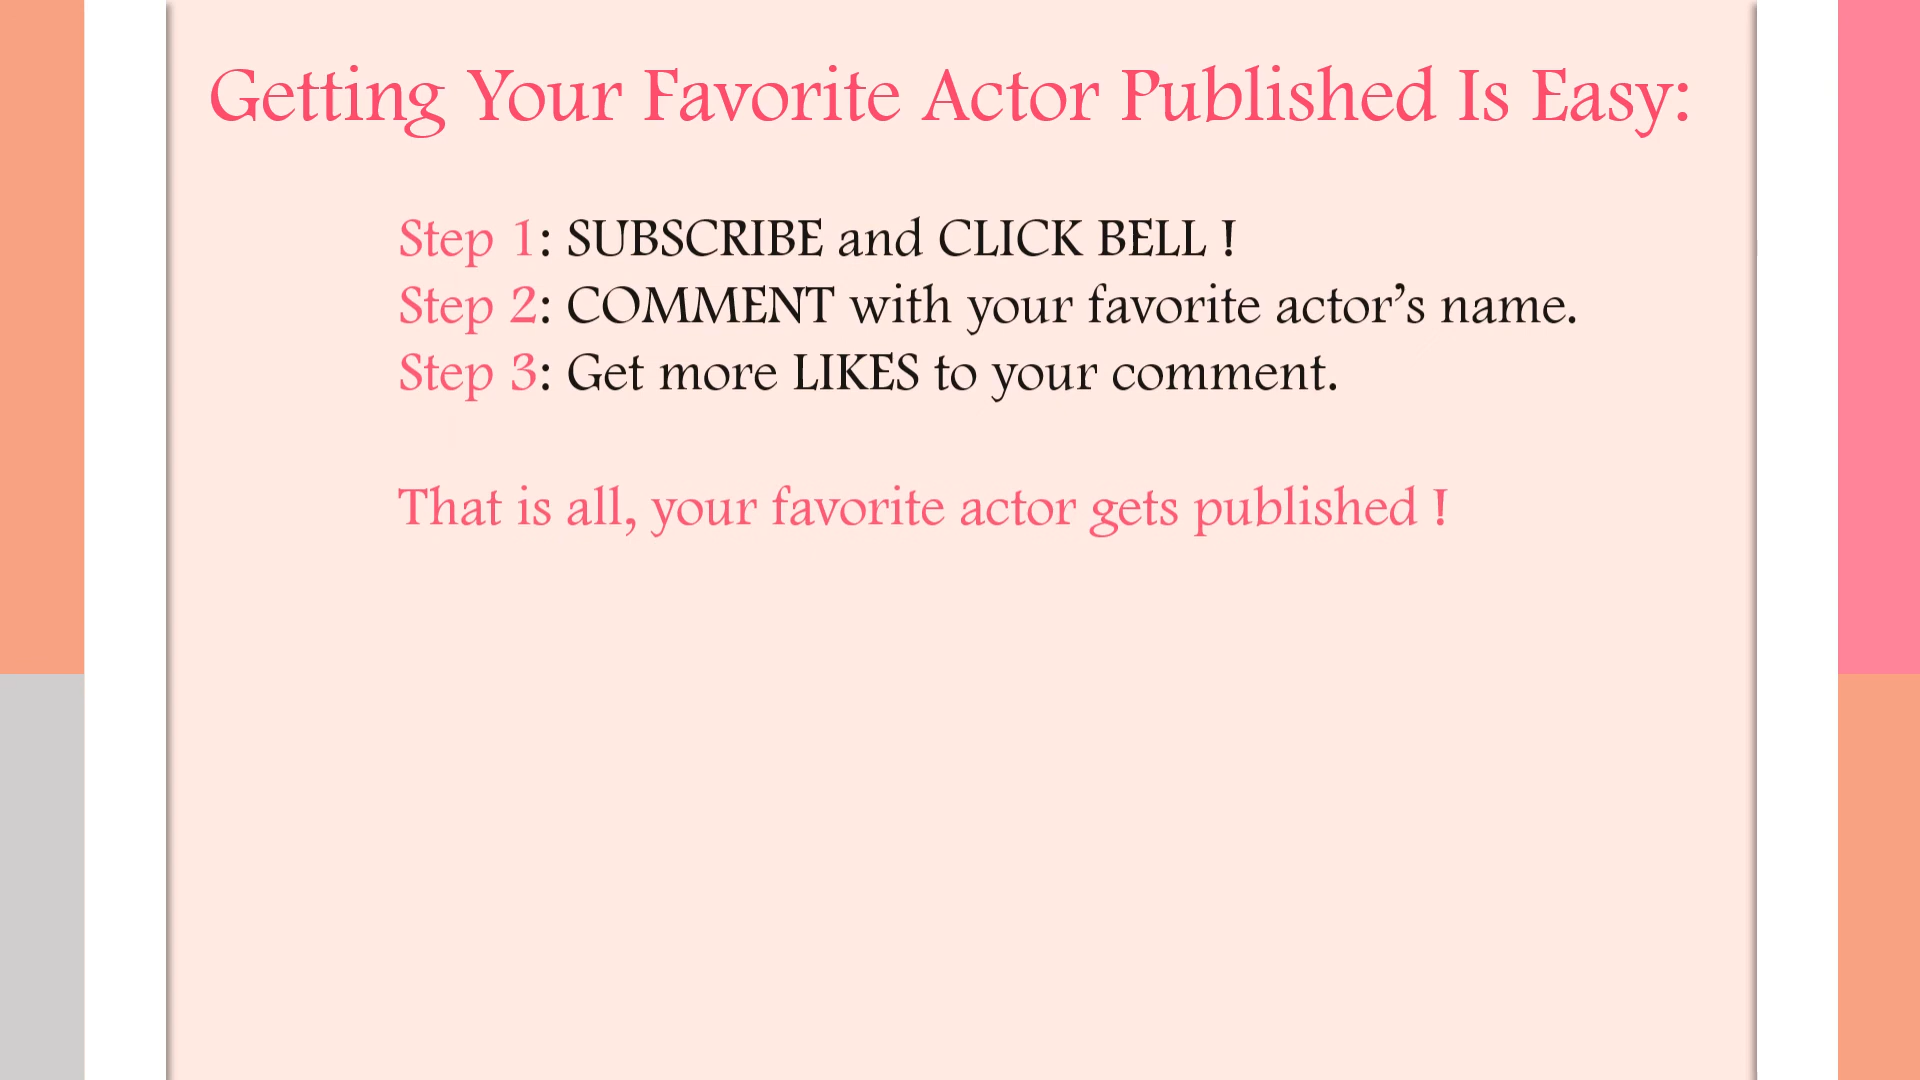 Getting Your Favorite Actor Published Is Easy:
Step 1: SUBSCRIBE and CLICK BELL !
Step 2: COMMENT with your favorite actor’s name.
Step 3: Get more LIKES to your comment.
That is all, your favorite actor gets published !